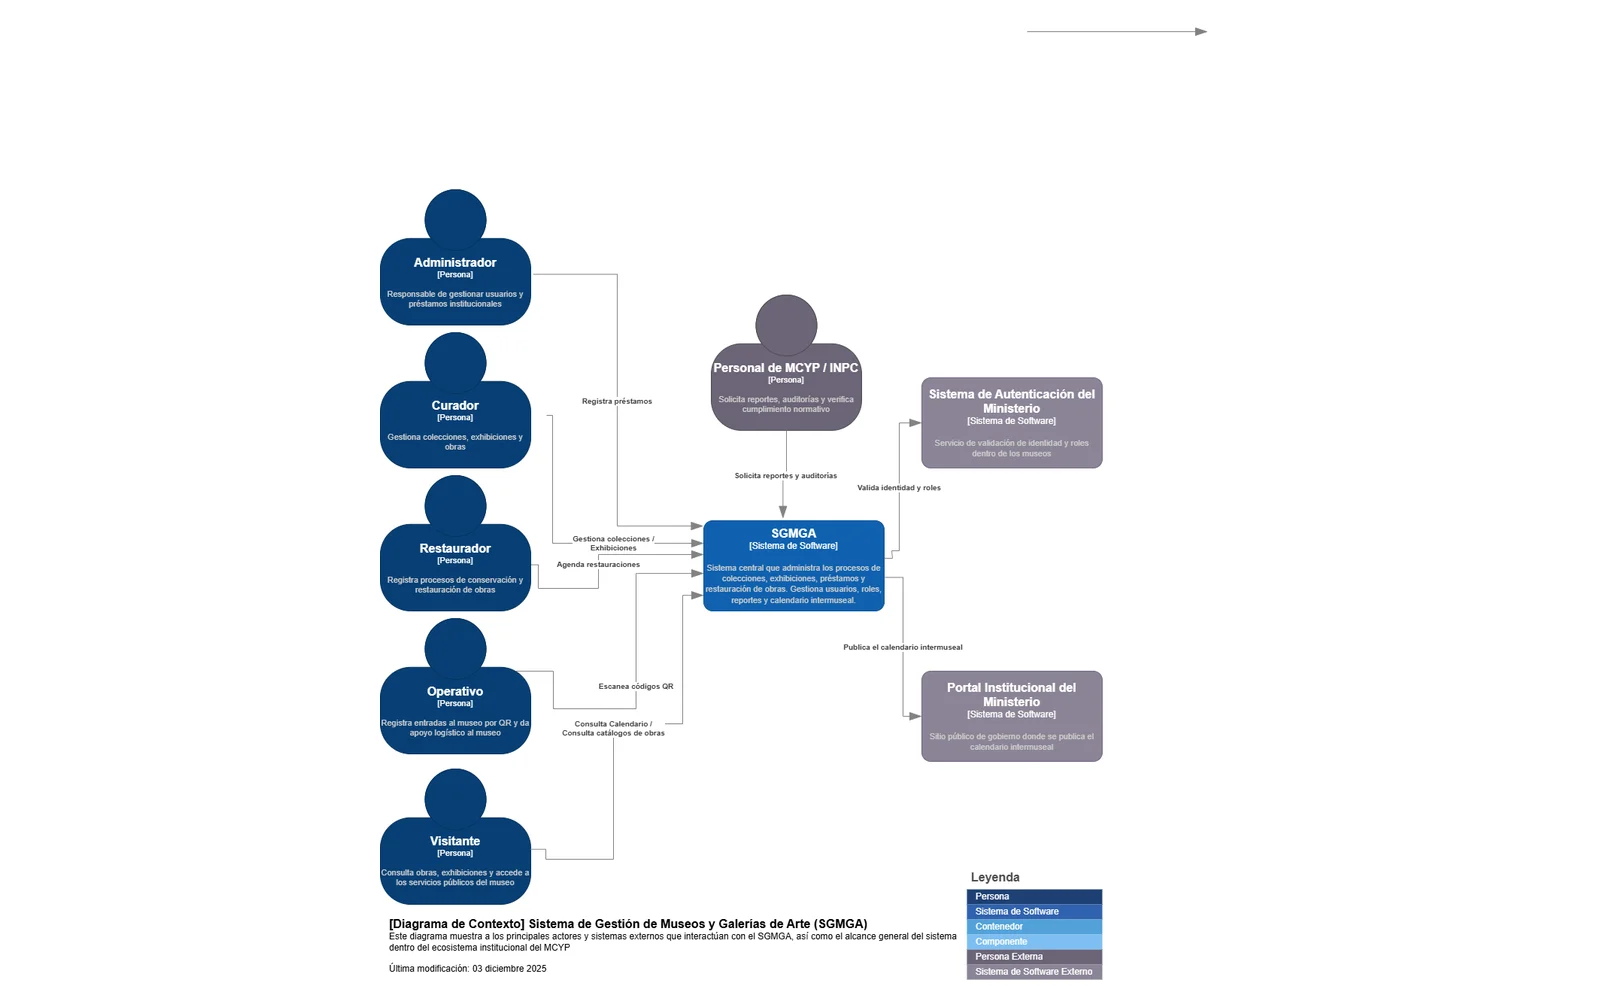 Administrador
[Persona]
Responsable de gestionar usuarios y
préstamos institucionales
Curador
[Persona]
Gestiona colecciones, exhibiciones y
obras
Restaurador
[Persona]
Registra procesos de conservación y
restauración de obras
Operativo
[Persona]
Registra entradas al museo por QR y da
apoyo logístico al museo
Visitante
[Persona]
Consulta obras, exhibiciones y accede a
los servicios públicos del museo
Registra préstamos
Gestiona colecciones /
Exhibiciones
Agenda restauraciones
Escanea códigos QR
Consulta Calendario /
Consulta catálogos de obras
Personal de MCYP / INPC
[Persona]
Solicita reportes, auditorías y verifica
cumplimiento normativo
Solicita reportes y auditorías
SGMGA
[Sistema de Software]
Sistema central que administra los procesos de
colecciones, exhibiciones, préstamos y
restauración de obras. Gestiona usuarios, roles,
reportes y calendario intermuseal.
Valida identidad y roles
Publica el calendario intermuseal
Sistema de Autenticación del
Ministerio
[Sistema de Software]
Servicio de validación de identidad y roles
dentro de los museos
Portal Institucional del
Ministerio
[Sistema de Software]
Sitio público de gobierno donde se publica el
calendario intermuseal
Leyenda
Persona
Sistema de Software
Contenedor
Componente
Persona Externa
Sistema de Software Externo
[Diagrama de Contexto] Sistema de Gestión de Museos y Galerías de Arte (SGMGA)
Este diagrama muestra a los principales actores y sistemas externos que interactúan con el SGMGA, así como el alcance general del sistema
dentro del ecosistema institucional del MCYP
Última modificación: 03 diciembre 2025